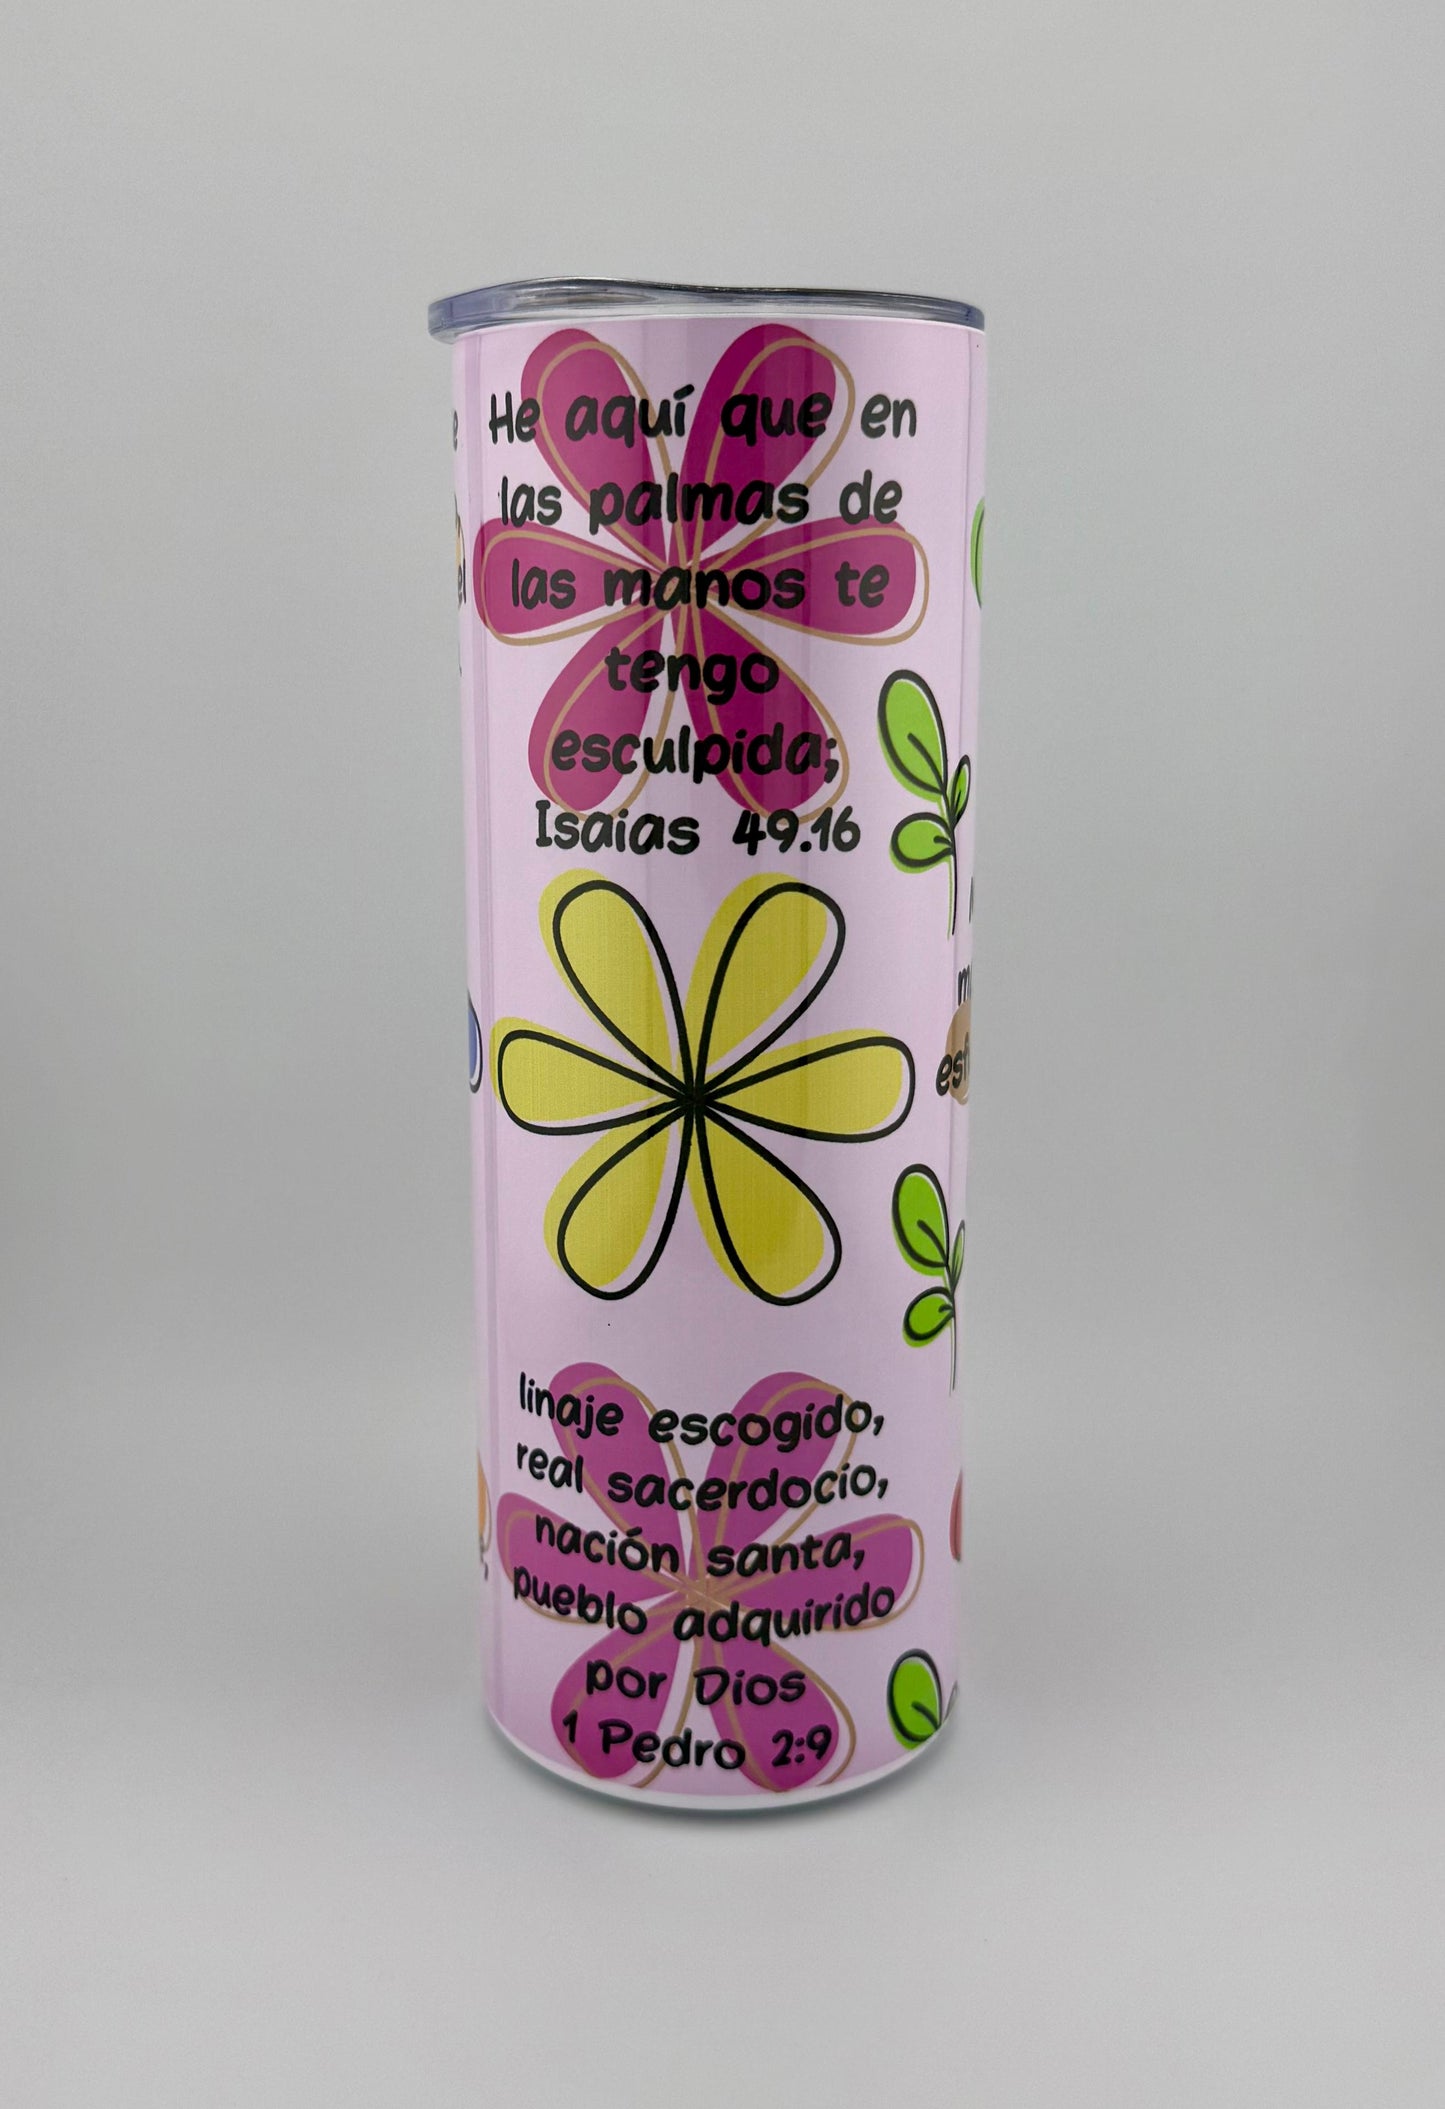 He aquí que en
las palmas de
las manos te
tengo
esculpida;
Isaias 49.16
linaje escogido,
real sacerdocio,
nación santa,
pueblo adquirido
por Dios
1 Pedro 2:9